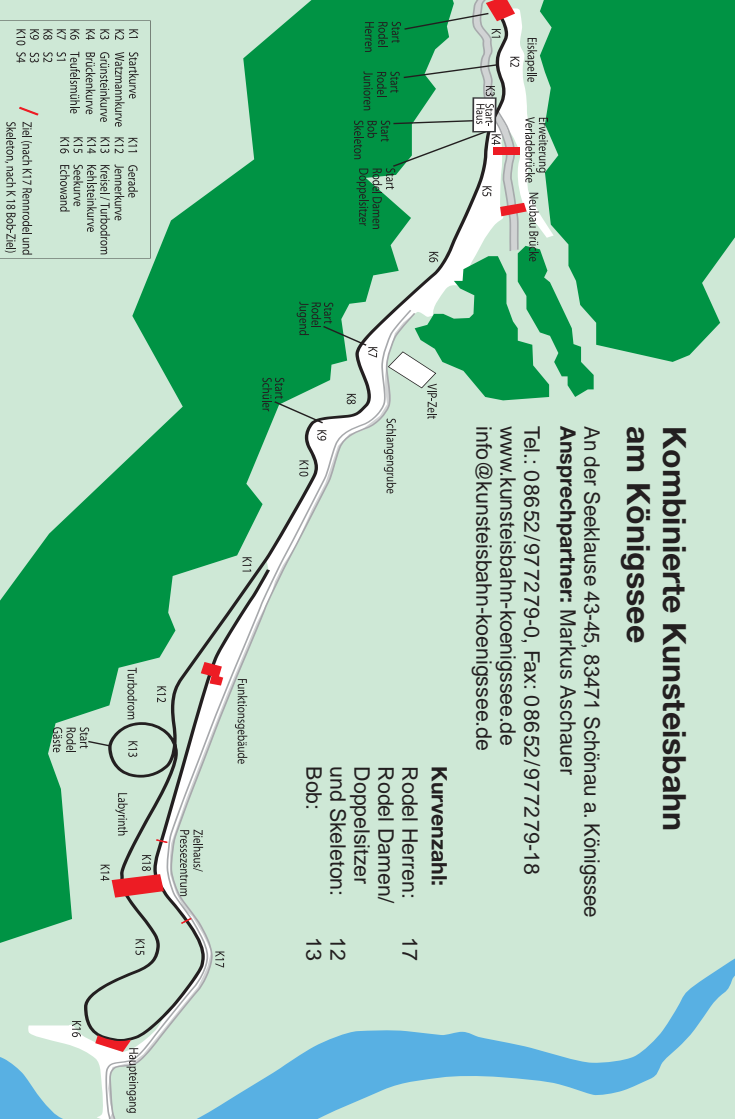 Kombinierte Kunsteisbahn
am Königssee
An der Seeklause 43-45, 83471 Schönau a. Königssee
Ansprechpartner: Markus Aschauer
Tel.: 08652/977279-0, Fax: 08652/977279-18
www.kunsteisbahn-koenigssee.de
info@kunsteisbahn-koenigssee.de
Kurvenzahl:
Rodel Herren: 17
Rodel Damen/
Doppelsitzer
und Skeleton: 12
Bob: 13
Eiskapelle
Erweiterung
Verladebrücke
Neubau Brücke
K1
K2
K3
Start-
Haus
K4
K5
K6
Start
Rodel
Herren
Start
Rodel
Junioren
Start
Bob
Skeleton
Start
Rodel Damen
Doppelsitzer
VIP-Zelt
Schlangengrube
Start
Rodel
Jugend
K7
K8
Start
Schüler
K9
K10
K11
Funktionsgebäude
K12
Turbodrom
K13
Start
Rodel
Gäste
Labyrinth
Zielhaus/
Pressezentrum
K18
K14
K15
K17
K16
Haupteingang
K1 Startkurve
K2 Watzmannkurve
K3 Grünsteinkurve
K4 Brückenkurve
K6 Teufelsmühle
K7 S1
K8 S2
K9 S3
K10 S4
K11 Gerade
K12 Jennerkurve
K13 Kreisel / Turbodrom
K14 Kehlsteinkurve
K15 Seekurve
K16 Echowand
Ziel (nach K17 Rennrodel und
Skeleton, nach K 18 Bob-Ziel)